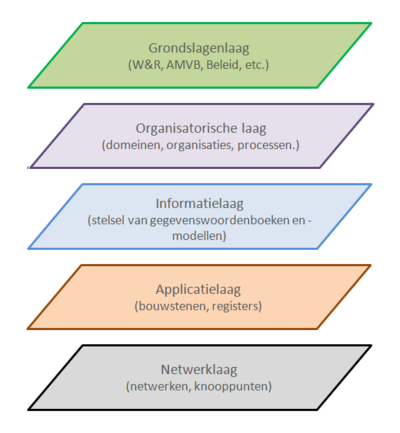 Grondslagenlaag
(W&R, AMVB, Beleid, etc.)
Organisatorische laag
(domeinen, organisaties, processen.)
Informatielaag
(stelsel van gegevenswoordenboeken en -
modellen)
Applicatielaag
(bouwstenen, registers)
Netwerklaag
(netwerken, knooppunten)